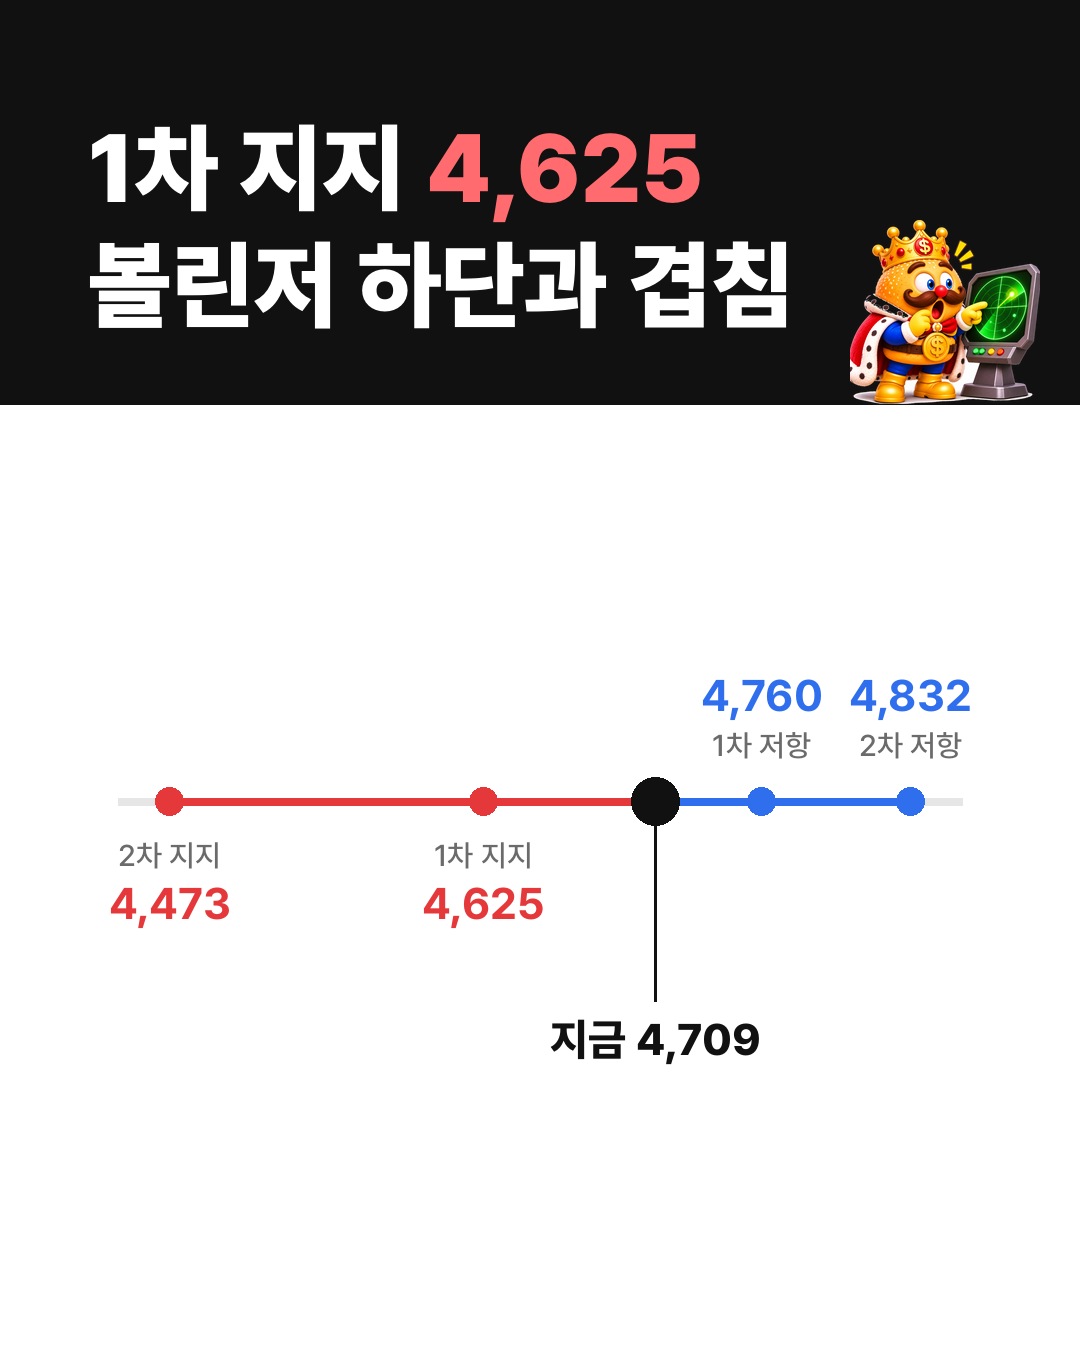 1차 지지 4,625
볼린저 하단과 겹침
4,760 4,832
1차 저항 2차 저항
2차 지지 1차 지지
4,473 4,625
지금 4,709